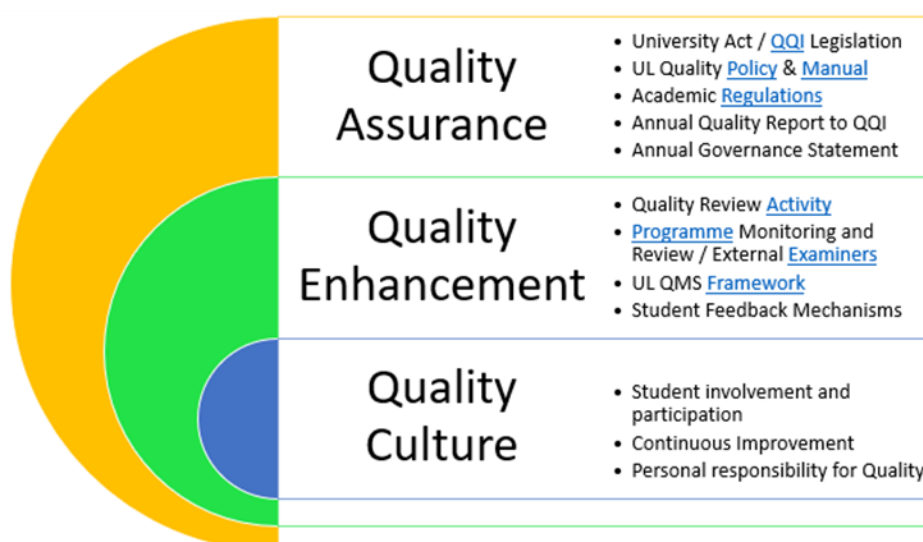 Quality
Assurance
• University Act / QQI Legislation
• UL Quality Policy & Manual
• Academic Regulations
• Annual Quality Report to QQI
• Annual Governance Statement
Quality
Enhancement
• Quality Review Activity
• Programme Monitoring and
Review / External Examiners
• UL QMS Framework
• Student Feedback Mechanisms
Quality
Culture
• Student involvement and
participation
• Continuous Improvement
• Personal responsibility for Quality